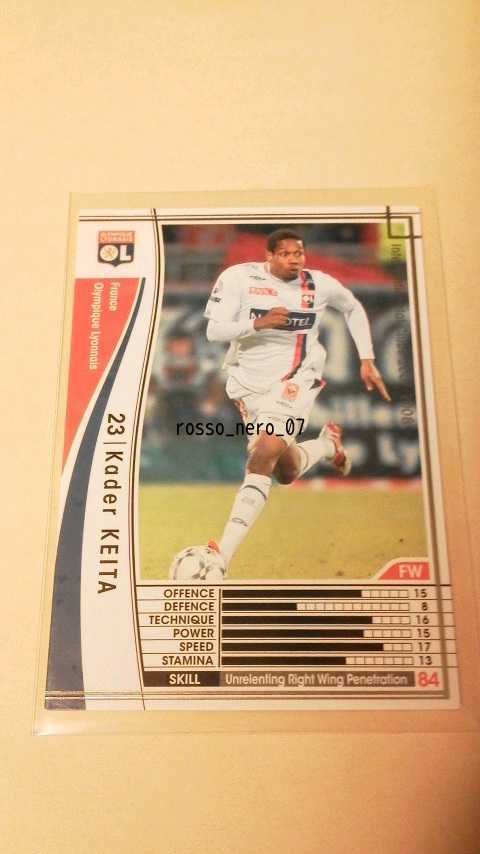 OLYMPIQUE
LYONNAIS
OL
France
Olympique Lyonnais
23 | Kader KEITA
OL
rosso_nero_07
FW
OFFENCE 15
DEFENCE 8
TECHNIQUE 16
POWER 15
SPEED 17
STAMINA 13
SKILL Unrelenting Right Wing Penetration 84